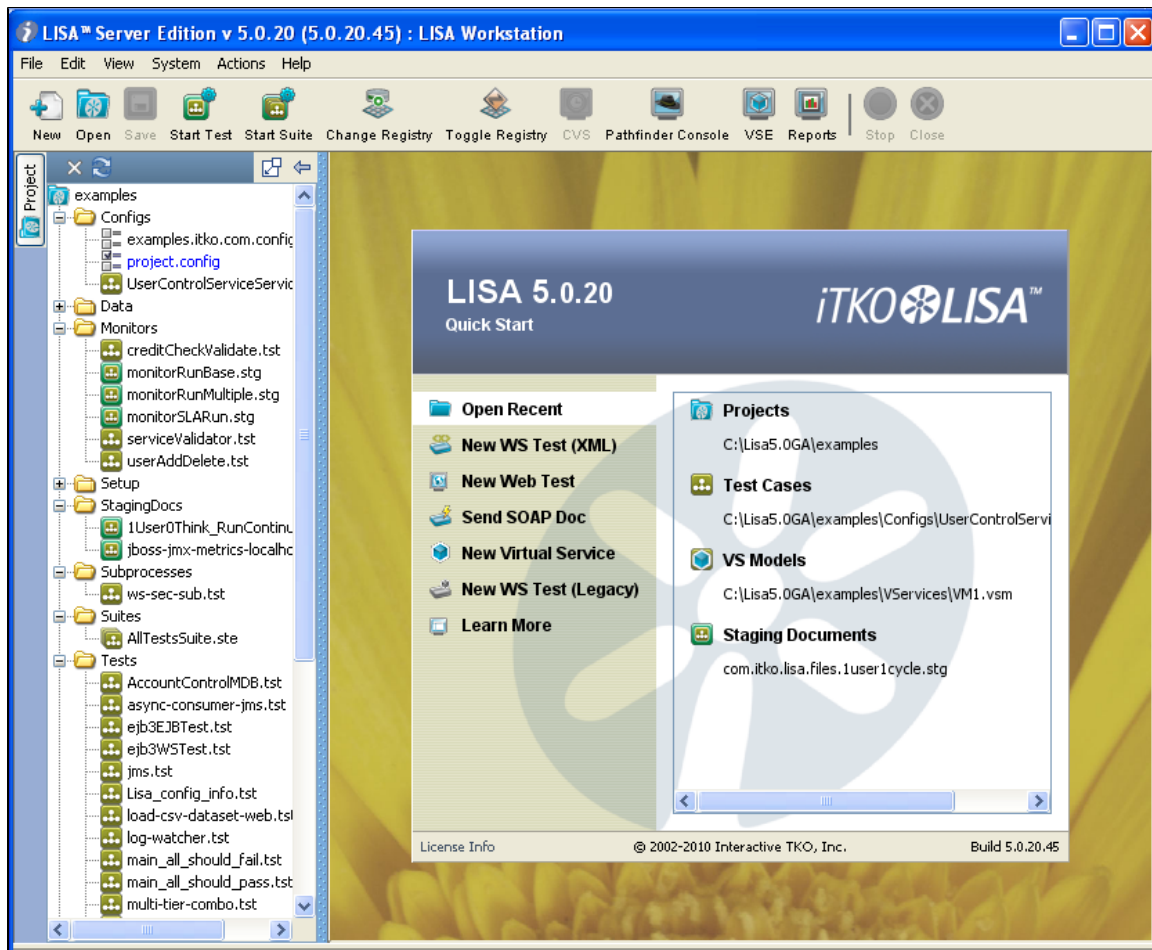 LISA™ Server Edition v 5.0.20 (5.0.20.45) : LISA Workstation
File Edit View System Actions Help
New Open Save Start Test Start Suite Change Registry Toggle Registry CVS Pathfinder Console VSE Reports Stop Close
Project
examples
Configs
examples.itko.com.config
project.config
UserControlServiceServic
Data
Monitors
creditCheckValidate.tst
monitorRunBase.stg
monitorRunMultiple.stg
monitorSLARun.stg
serviceValidator.tst
userAddDelete.tst
Setup
StagingDocs
1User0Think_RunContinu
jboss-jmx-metrics-localho
Subprocesses
ws-sec-sub.tst
Suites
AllTestsSuite.ste
Tests
AccountControlMDB.tst
async-consumer-jms.tst
ejb3EJBTest.tst
ejb3WSTest.tst
jms.tst
Lisa_config_info.tst
load-csv-dataset-web.tst
log-watcher.tst
main_all_should_fail.tst
main_all_should_pass.tst
multi-tier-combo.tst
LISA 5.0.20
Quick Start
iTKO LISA™
Open Recent
New WS Test (XML)
New Web Test
Send SOAP Doc
New Virtual Service
New WS Test (Legacy)
Learn More
Projects
C:\Lisa5.0GA\examples
Test Cases
C:\Lisa5.0GA\examples\Configs\UserControlServi
VS Models
C:\Lisa5.0GA\examples\VServices\VM1.vsm
Staging Documents
com.itko.lisa.files.1user1cycle.stg
License Info © 2002-2010 Interactive TKO, Inc. Build 5.0.20.45